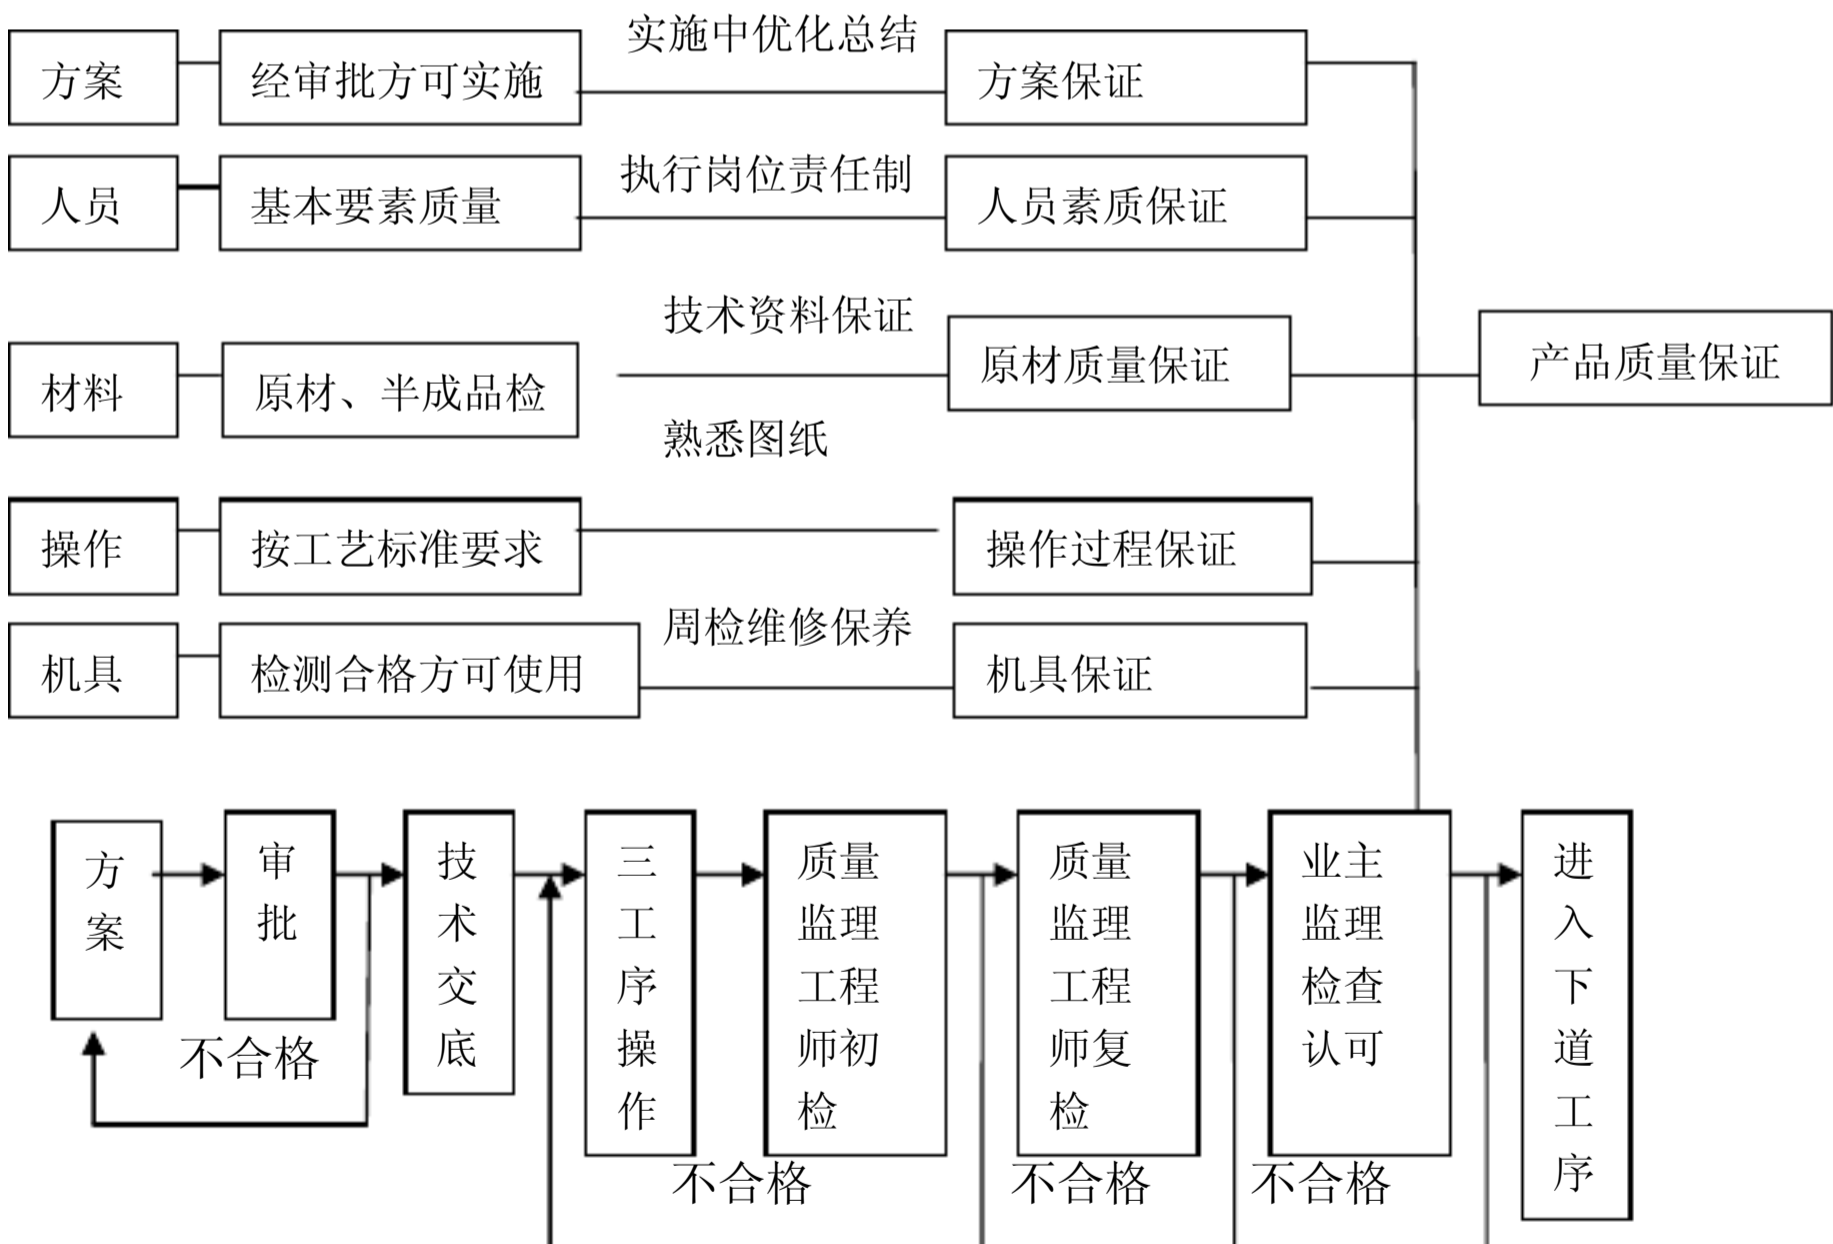 实施中优化总结
方案
经审批方可实施
方案保证
执行岗位责任制
人员
基本要素质量
人员素质保证
技术资料保证
材料
原材、半成品检
原材质量保证
产品质量保证
熟悉图纸
操作
按工艺标准要求
操作过程保证
周检维修保养
机具
检测合格方可使用
机具保证
方
案
审
批
不合格
技
术
交
底
三
工
序
操
作
不合格
质量
监理
工程
师初
检
质量
监理
工程
师复
检
不合格
业主
监理
检查
认可
不合格
进
入
下
道
工
序